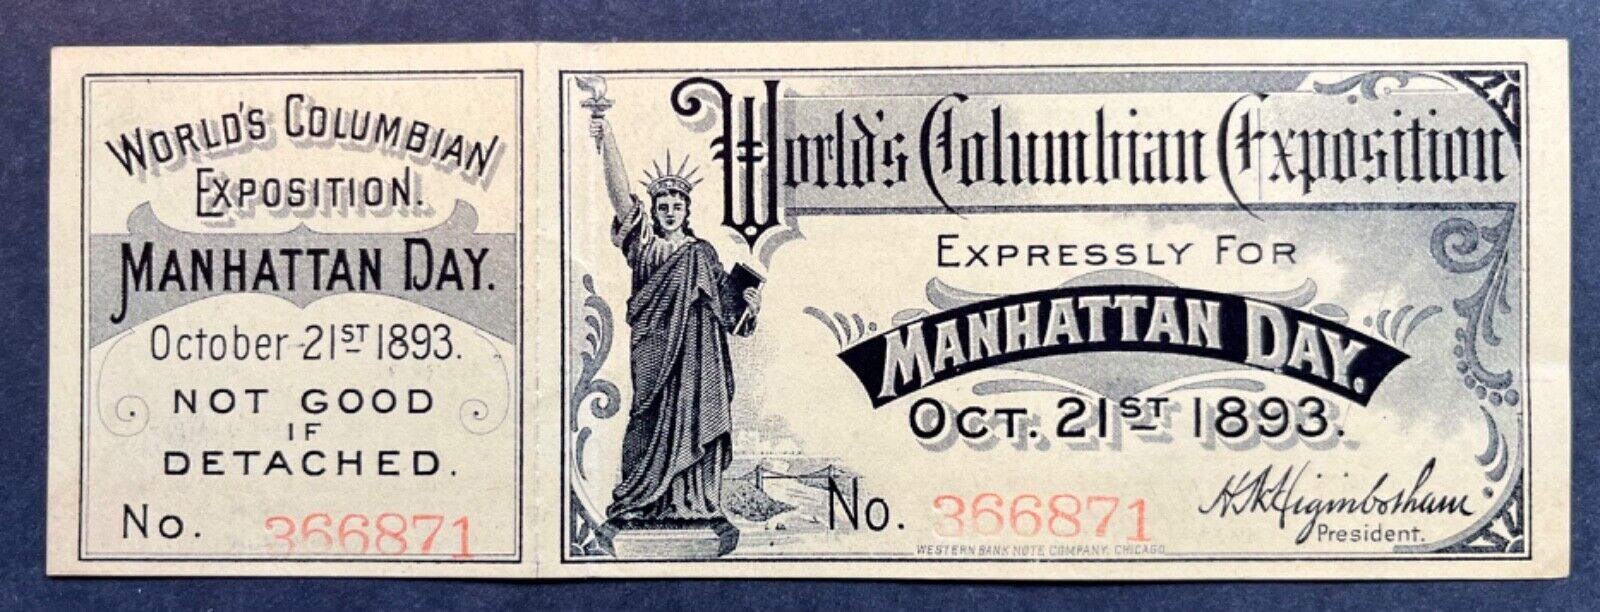 WORLD'S COLUMBIAN
EXPOSITION.
MANHATTAN DAY.
October 21ST 1893.
NOT GOOD
IF
DETACHED.
No. 366871
World's Columbian Exposition
EXPRESSLY FOR
MANHATTAN DAY.
OCT. 21ST 1893.
No. 366871
H N Higinbotham
President.
WESTERN BANK NOTE COMPANY, CHICAGO